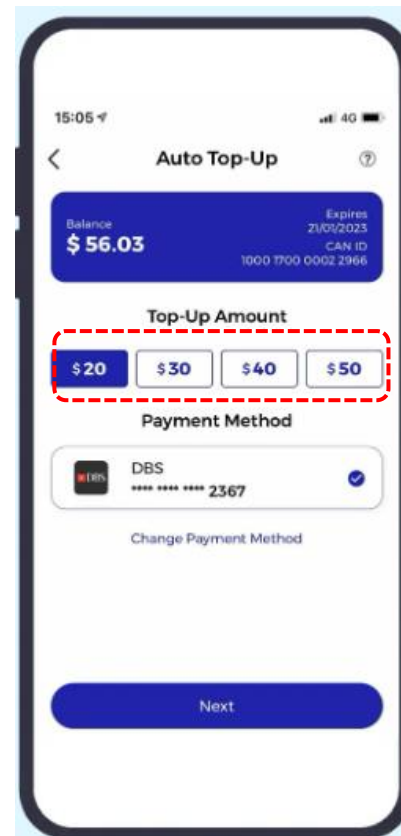 15:05 4G
Auto Top-Up ?
Balance Expires
$ 56.03 21/01/2023
CAN ID
1000 1700 0002 2966
Top-Up Amount
$20 $30 $40 $50
Payment Method
DBS DBS
**** **** **** 2367
Change Payment Method
Next